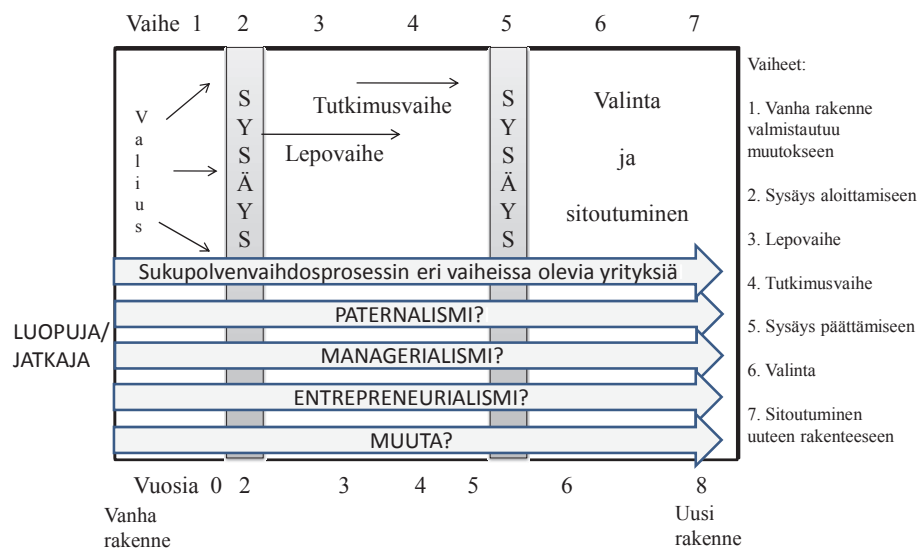 Vaihe 1 2 3 4 5 6 7
Valius
SYSÄYS
Tutkimusvaihe
Lepovaihe
SYSÄYS
Valinta
ja
sitoutuminen
Sukupolvenvaihdosprosessin eri vaiheissa olevia yrityksiä
PATERNALISMI?
LUOPUJA/
JATKAJA
MANAGERIALISMI?
ENTREPRENEURIALISMI?
MUUTA?
Vuosia 0 2 3 4 5 6 8
Vanha
rakenne
Uusi
rakenne
Vaiheet:
1. Vanha rakenne
valmistautuu
muutokseen
2. Sysäys aloittamiseen
3. Lepovaihe
4. Tutkimusvaihe
5. Sysäys päättämiseen
6. Valinta
7. Sitoutuminen
uuteen rakenteeseen